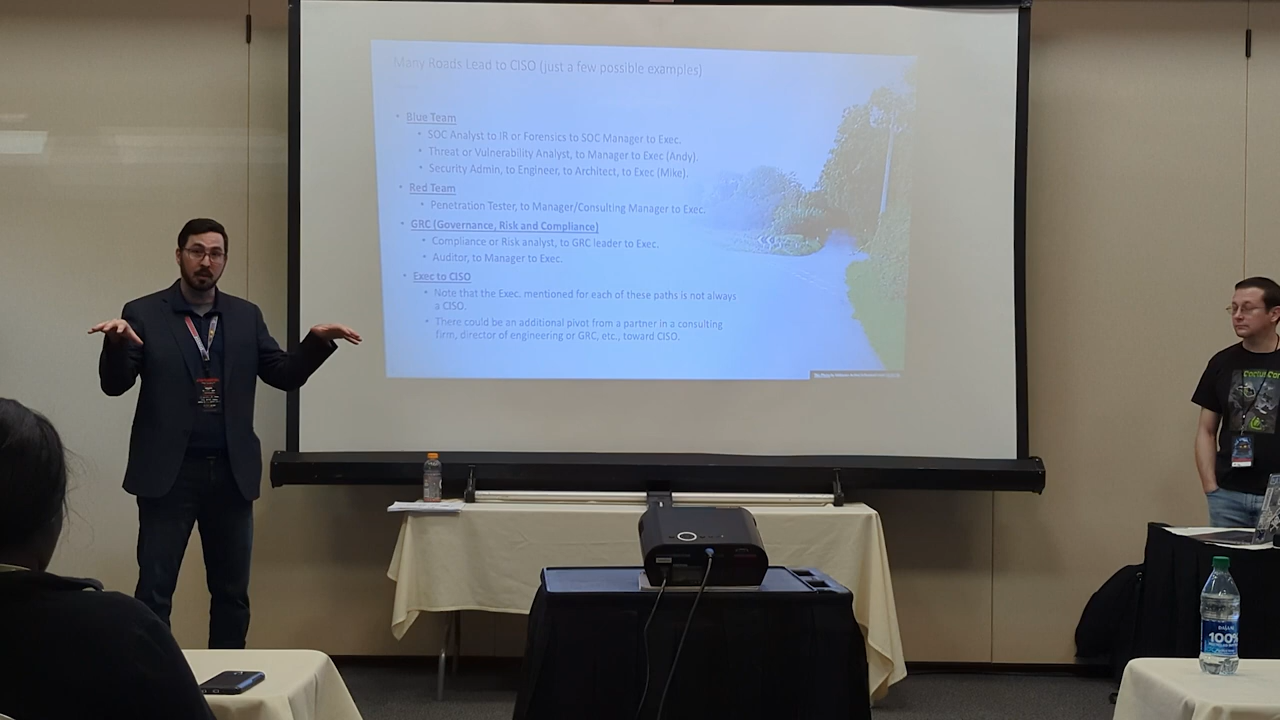 Many Roads Lead to CISO (just a few possible examples)
• Blue Team
• SOC Analyst to IR or Forensics to SOC Manager to Exec.
• Threat or Vulnerability Analyst, to Manager to Exec (Andy).
• Security Admin, to Engineer, to Architect, to Exec (Mike).
• Red Team
• Penetration Tester, to Manager/Consulting Manager to Exec.
• GRC (Governance, Risk and Compliance)
• Compliance or Risk analyst, to GRC leader to Exec.
• Auditor, to Manager to Exec.
• Exec to CISO
• Note that the Exec. mentioned for each of these paths is not always
a CISO.
• There could be an additional pivot from a partner in a consulting
firm, director of engineering or GRC, etc., toward CISO.
Cactus Con
DASANI
100%